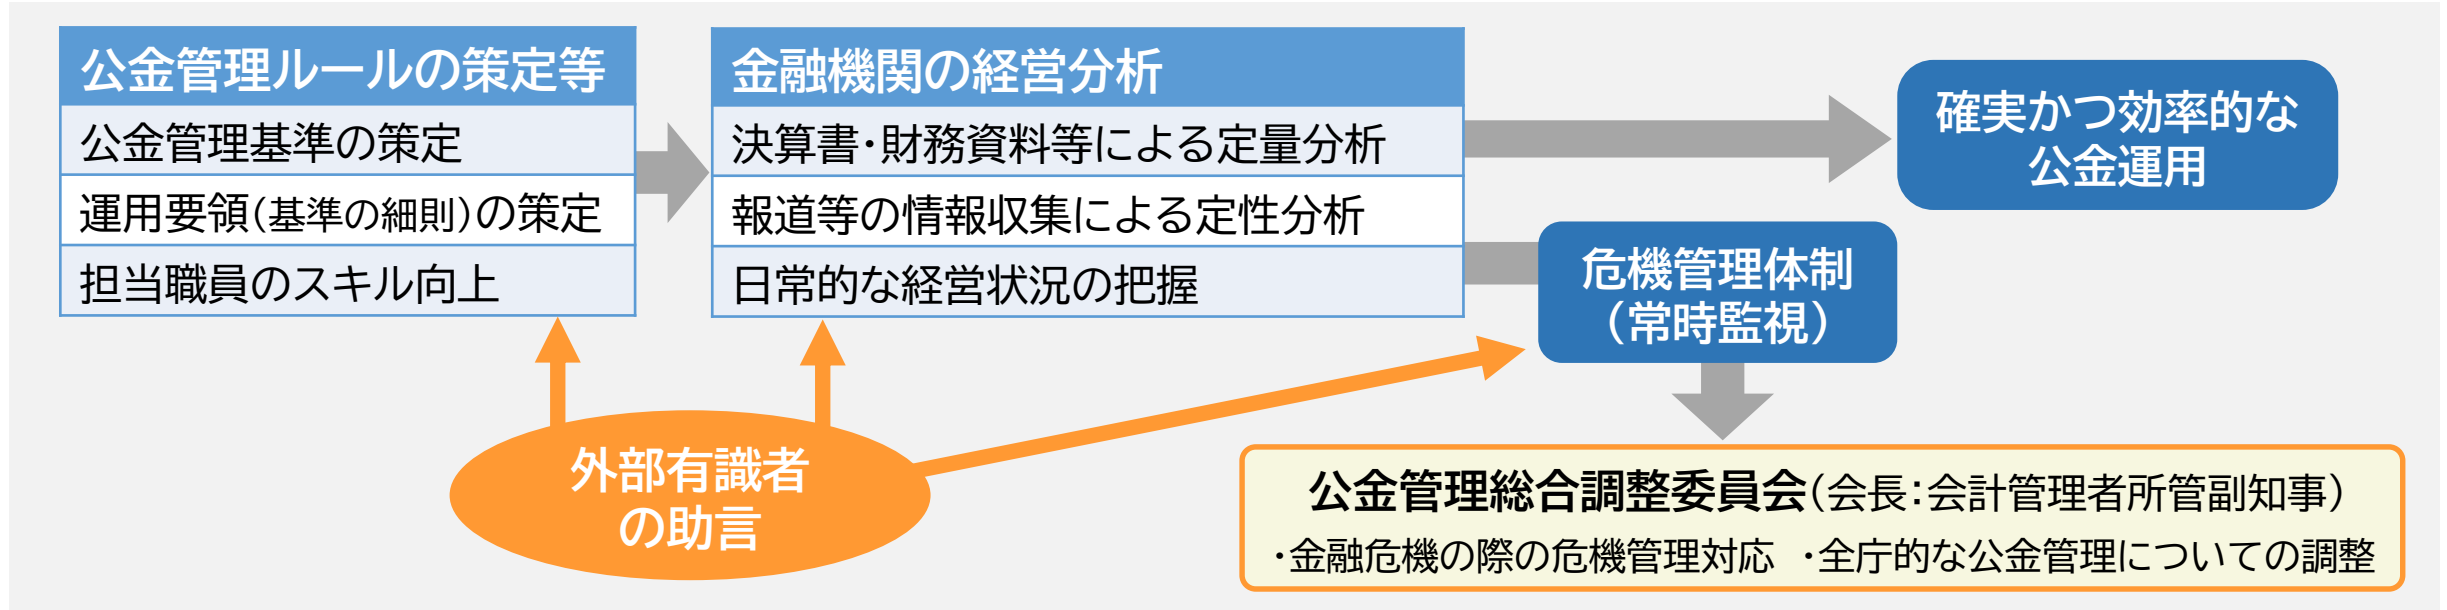 公金管理ルールの策定等
公金管理基準の策定
運用要領(基準の細則)の策定
担当職員のスキル向上
金融機関の経営分析
決算書・財務資料等による定量分析
報道等の情報収集による定性分析
日常的な経営状況の把握
確実かつ効率的な
公金運用
危機管理体制
(常時監視)
外部有識者
の助言
公金管理総合調整委員会(会長:会計管理者所管副知事)
・金融危機の際の危機管理対応 ・全庁的な公金管理についての調整